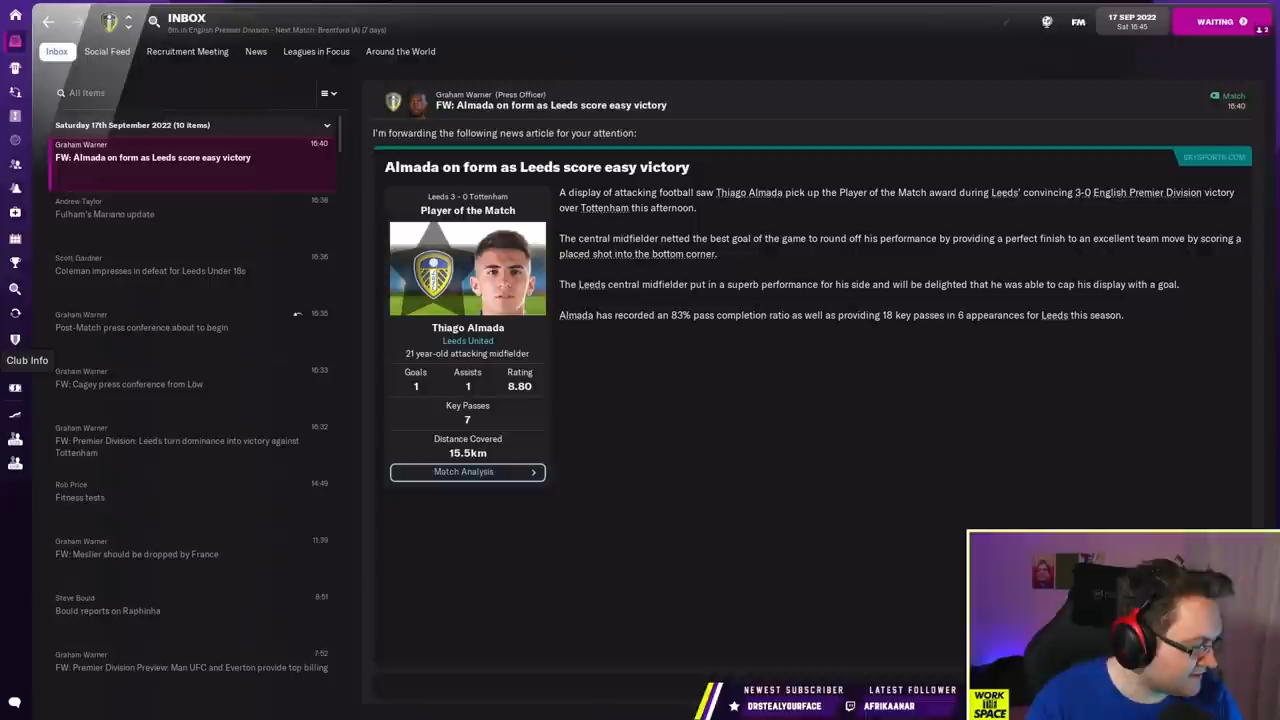 INBOX
6th in English Premier Division - Next Match: Brentford (A) (7 days)
FM
17 SEP 2022
Sat 16:45
WAITING
2
Inbox
Social Feed
Recruitment Meeting
News
Leagues in Focus
Around the World
All Items
Saturday 17th September 2022 (10 items)
Graham Warner
16:40
FW: Almada on form as Leeds score easy victory
Andrew Taylor
16:38
Fulham's Mariano update
Scott Gardner
16:36
Coleman impresses in defeat for Leeds Under 18s
Graham Warner
16:35
Post-Match press conference about to begin
Club Info
Graham Warner
16:33
FW: Cagey press conference from Löw
Graham Warner
16:32
FW: Premier Division: Leeds turn dominance into victory against
Tottenham
Rob Price
14:49
Fitness tests
Graham Warner
11:39
FW: Meslier should be dropped by France
Steve Bould
8:51
Bould reports on Raphinha
Graham Warner
7:52
FW: Premier Division Preview: Man UFC and Everton provide top billing
Graham Warner (Press Officer)
FW: Almada on form as Leeds score easy victory
Match
16:40
I'm forwarding the following news article for your attention:
Almada on form as Leeds score easy victory
SKYSPORTS.COM
Leeds 3 - 0 Tottenham
Player of the Match
Thiago Almada
Leeds United
21 year-old attacking midfielder
Goals
Assists
Rating
1
1
8.80
Key Passes
7
Distance Covered
15.5km
Match Analysis
A display of attacking football saw Thiago Almada pick up the Player of the Match award during Leeds' convincing 3-0 English Premier Division victory
over Tottenham this afternoon.
The central midfielder netted the best goal of the game to round off his performance by providing a perfect finish to an excellent team move by scoring a
placed shot into the bottom corner.
The Leeds central midfielder put in a superb performance for his side and will be delighted that he was able to cap his display with a goal.
Almada has recorded an 83% pass completion ratio as well as providing 18 key passes in 6 appearances for Leeds this season.
NEWEST SUBSCRIBER
DRSTEALYOURFACE
LATEST FOLLOWER
AFRIKAANAR
WORK
THE
SPACE